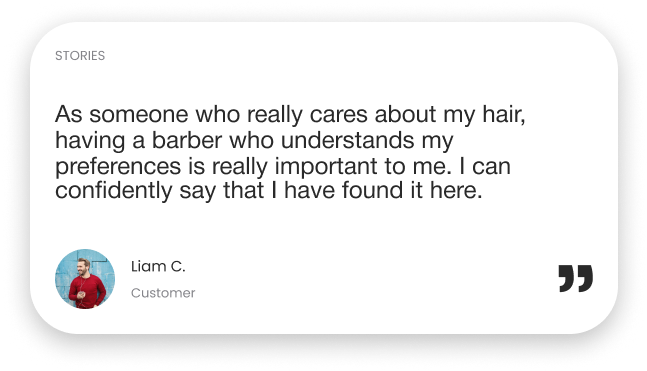 STORIES
As someone who really cares about my hair,
having a barber who understands my
preferences is really important to me. I can
confidently say that I have found it here.
Liam C.
Customer